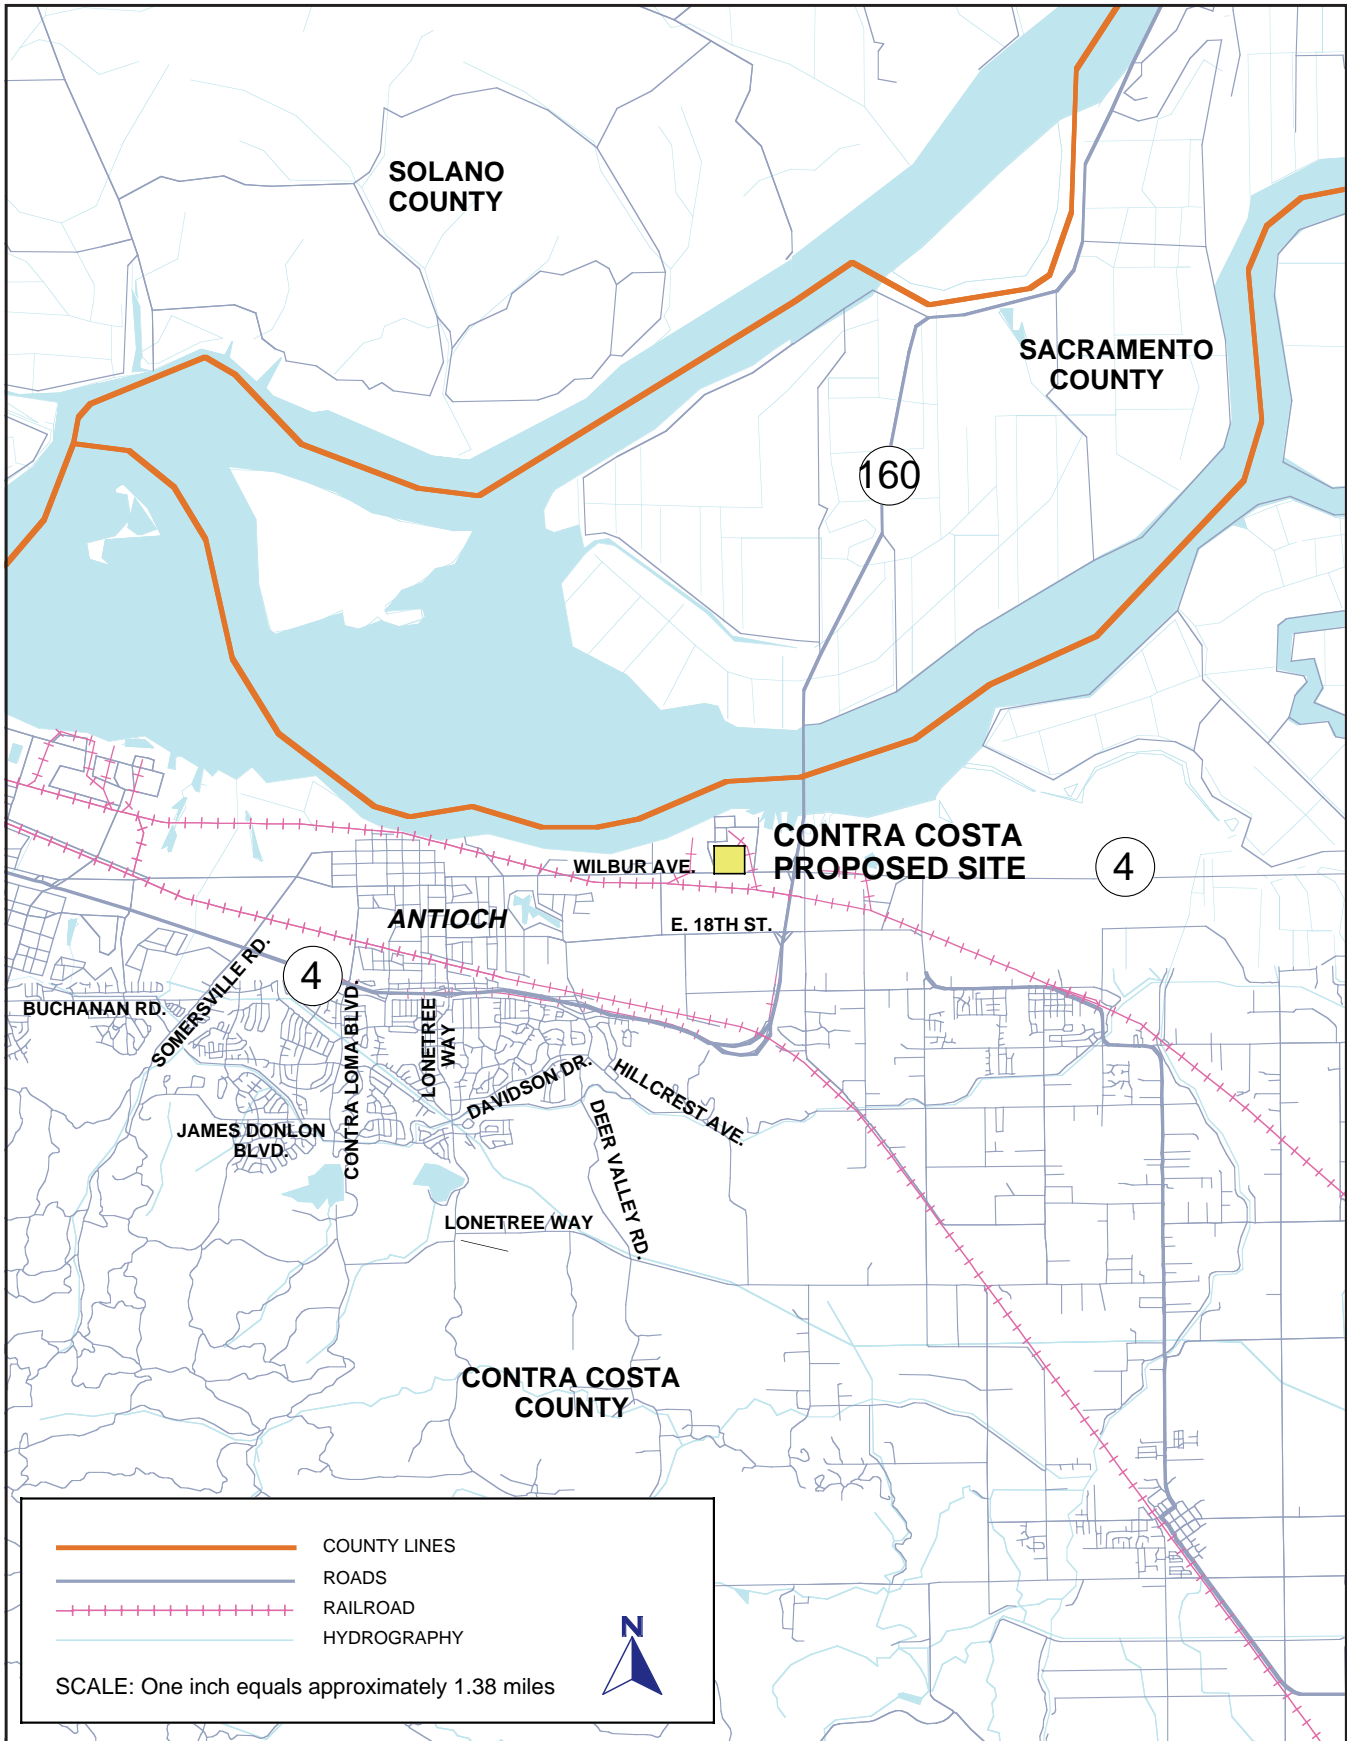 SOLANO
COUNTY
SACRAMENTO
COUNTY
160
CONTRA COSTA
PROPOSED SITE
4
WILBUR AVE.
ANTIOCH
E. 18TH ST.
4
BUCHANAN RD.
SOMERSVILLE RD.
CONTRA LOMA BLVD.
LONETREE
WAY
DAVIDSON DR.
HILLCREST AVE.
JAMES DONLON
BLVD.
DEER VALLEY RD.
LONETREE WAY
CONTRA COSTA
COUNTY
COUNTY LINES
ROADS
RAILROAD
HYDROGRAPHY
N
SCALE: One inch equals approximately 1.38 miles